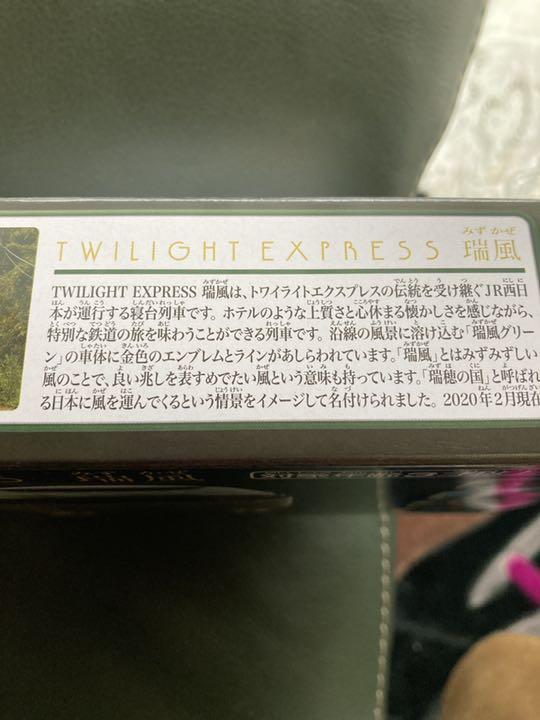 TWILIGHT EXPRESS 瑞風
TWILIGHT EXPRESS 瑞風は、トワイライトエクスプレスの伝統を受け継ぐJR西日
本が運行する寝台列車です。ホテルのような上質さと心休まる懐かしさを感じながら、
特別な鉄道の旅を味わうことができる列車です。沿線の風景に溶け込む「瑞風グリー
ン」の車体に金色のエンブレムとラインがあしらわれています。「瑞風」とはみずみずしい
風のことで、良い兆しを表すめでたい風という意味も持っています。「瑞穂の国」と呼ばれ
る日本に風を運んでくるという情景をイメージして名付けられました。2020年2月現在